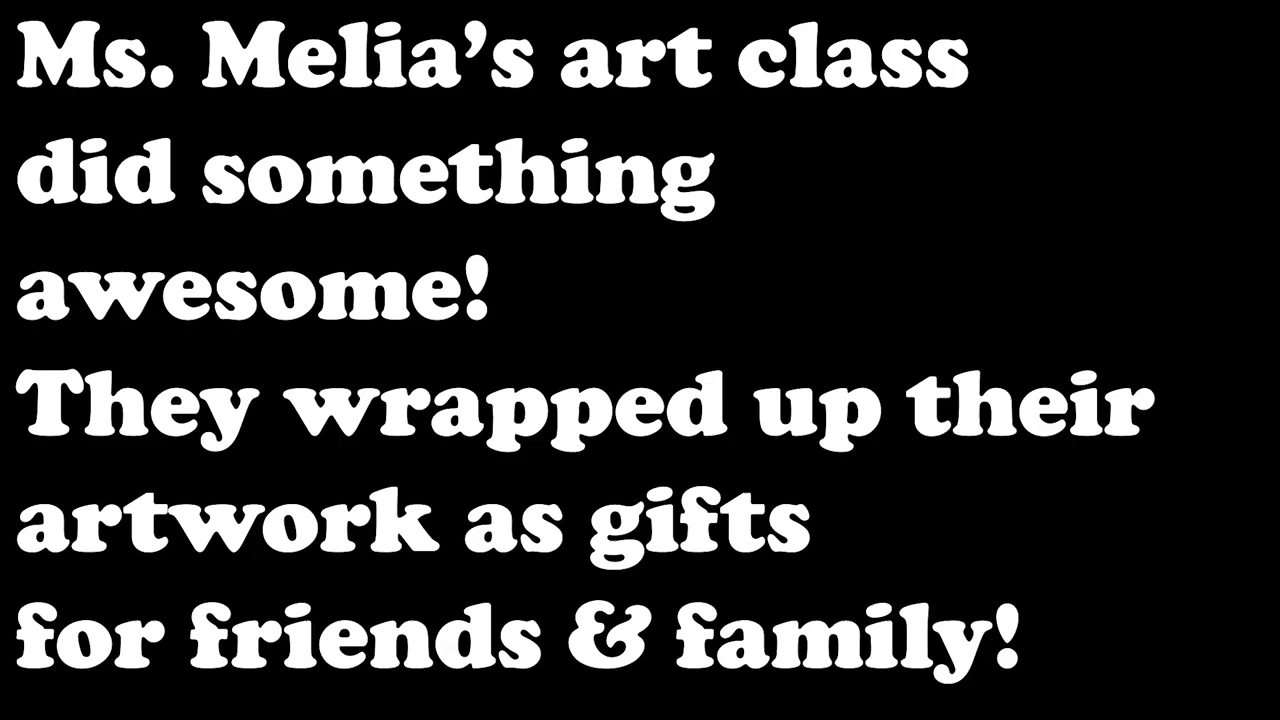 Ms. Melia’s art class
did something
awesome!
They wrapped up their
artwork as gifts
for friends & family!